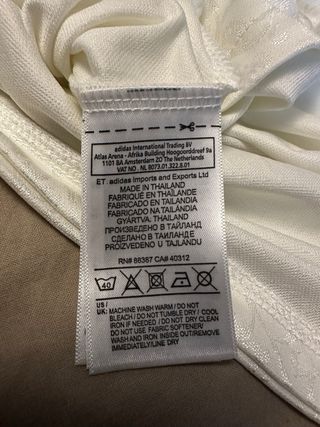 adidas International Trading BV
Atlas Arena - Afrika Building Hoogoorddreef 9a
1101 BA Amsterdam ZO The Netherlands
VAT NO - NL 8073.01.322.B.01
ET. adidas Imports and Exports Ltd
MADE IN THAILAND
FABRIQUÉ EN THAÏLANDE
FABRICADO EN TAILANDIA
FABRICADO NA TAILÂNDIA
GYÁRTVA: THAIFÖLD
ПРОИЗВЕДЕНО В ТАЙЛАНД
СДЕЛАНО В ТАИЛАНДЕ
PROIZVEDENO U TAJLANDU
RN# 88387 CA# 40312
40
US /
UK: MACHINE WASH WARM / DO NOT
BLEACH / DO NOT TUMBLE DRY / COOL
IRON IF NEEDED / DO NOT DRY CLEAN
DO NOT USE FABRIC SOFTENER/
WASH AND IRON INSIDE OUT/REMOVE
IMMEDIATELY/LINE DRY